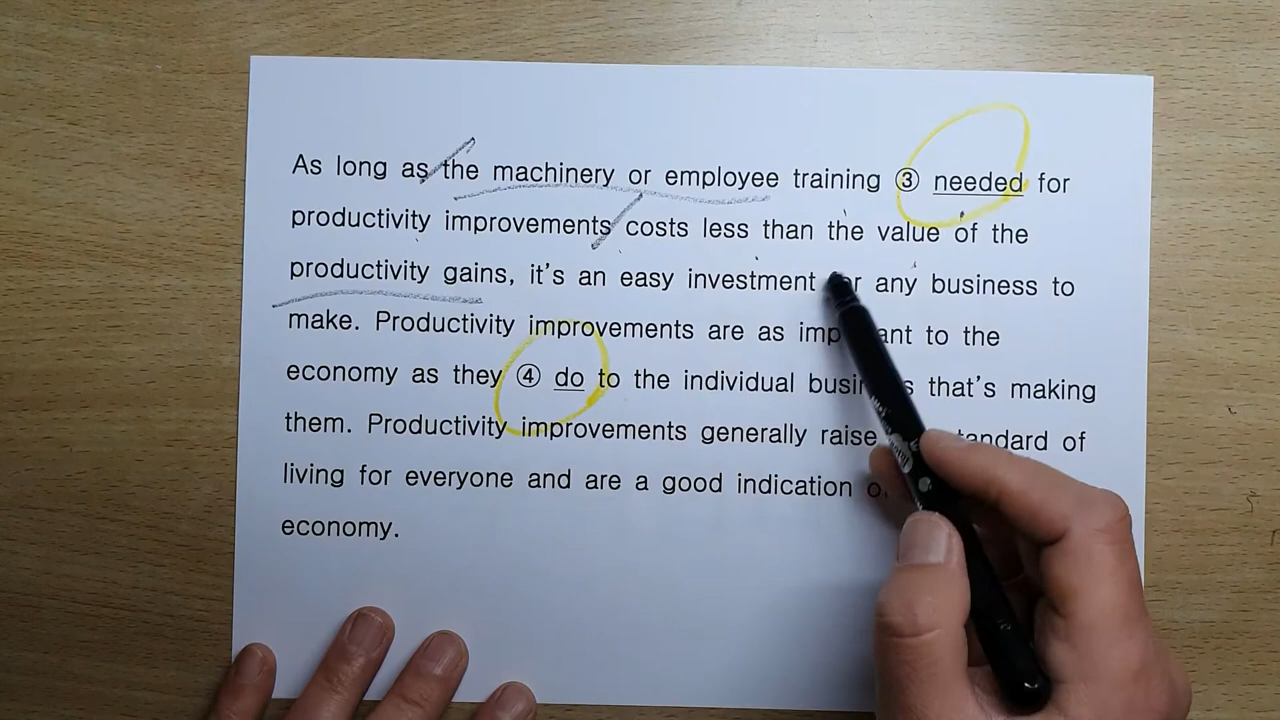 As long as the machinery or employee training ③ needed for
productivity improvements costs less than the value of the
productivity gains, it's an easy investment for any business to
make. Productivity improvements are as important to the
economy as they ④ do to the individual business that's making
them. Productivity improvements generally raise standard of
living for everyone and are a good indication
economy.